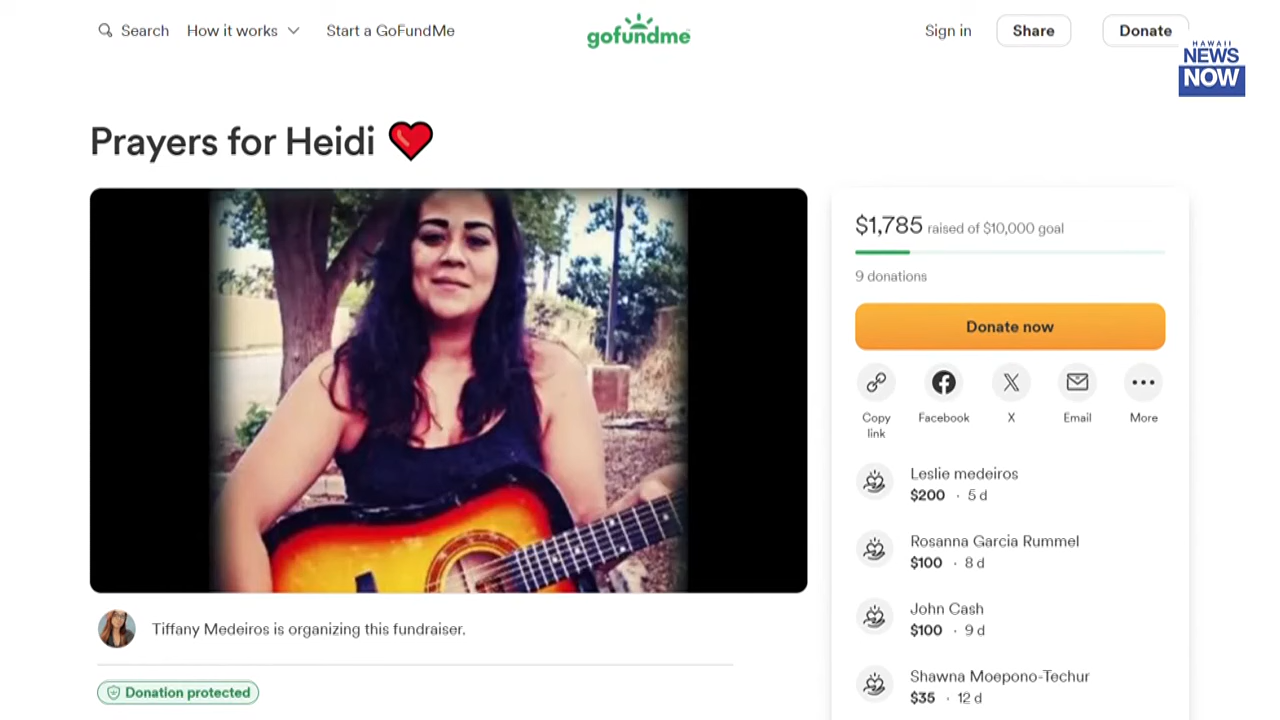 Search
How it works
Start a GoFundMe
gofundme
Sign in
Share
Donate
HAWAII
NEWS
NOW
Prayers for Heidi
$1,785 raised of $10,000 goal
9 donations
Donate now
Copy
link
Facebook
X
Email
More
Leslie medeiros
$200 · 5 d
Rosanna Garcia Rummel
$100 · 8 d
John Cash
$100 · 9 d
Shawna Moepono-Techur
$35 · 12 d
Tiffany Medeiros is organizing this fundraiser.
Donation protected